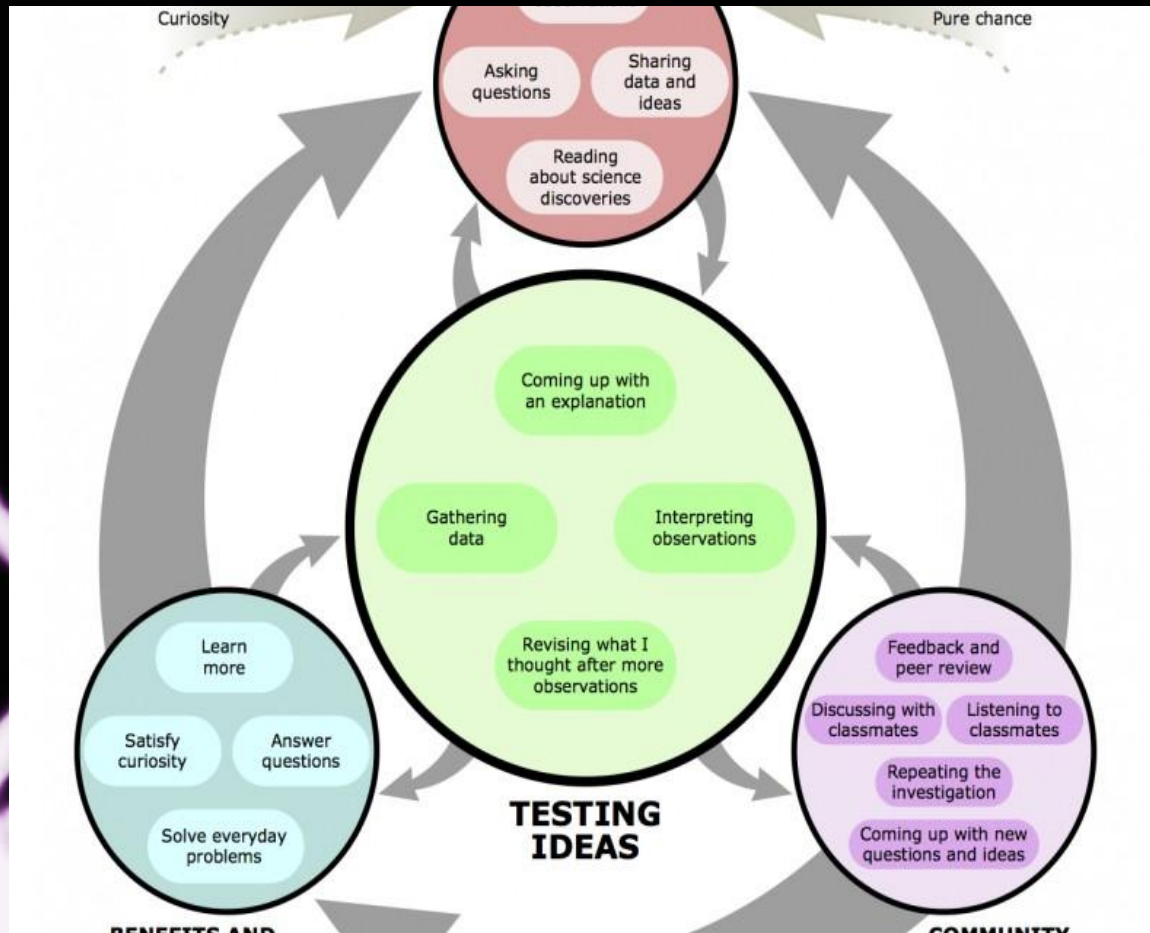 Curiosity
Pure chance
Asking
questions
Sharing
data and
ideas
Reading
about science
discoveries
Coming up with
an explanation
Gathering
data
Interpreting
observations
Revising what I
thought after more
observations
TESTING
IDEAS
Learn
more
Satisfy
curiosity
Answer
questions
Solve everyday
problems
BENEFITS AND
Feedback and
peer review
Discussing with
classmates
Listening to
classmates
Repeating the
investigation
Coming up with new
questions and ideas
COMMUNITY